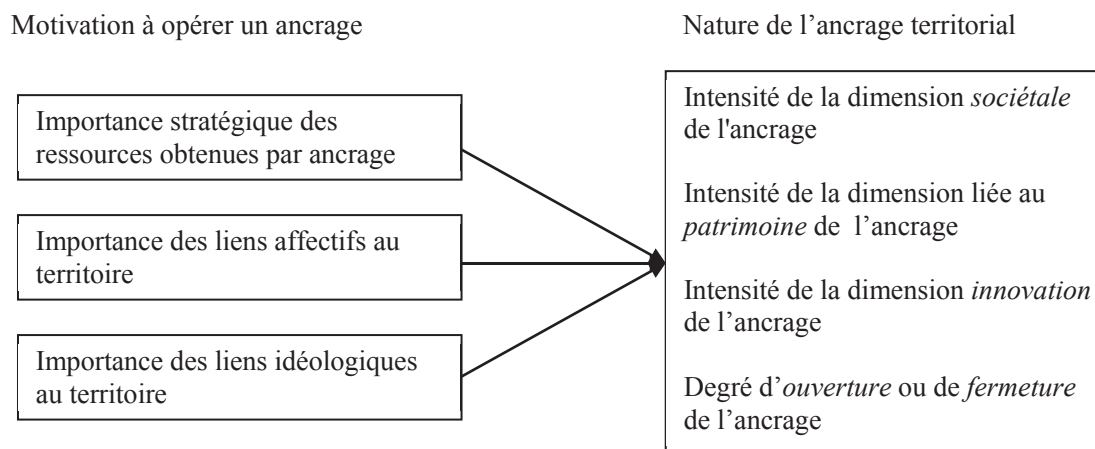 Motivation à opérer un ancrage
Nature de l’ancrage territorial
Importance stratégique des
ressources obtenues par ancrage
Importance des liens affectifs au
territoire
Importance des liens idéologiques
au territoire
Intensité de la dimension sociétale
de l'ancrage
Intensité de la dimension liée au
patrimoine de l’ancrage
Intensité de la dimension innovation
de l’ancrage
Degré d’ouverture ou de fermeture
de l’ancrage